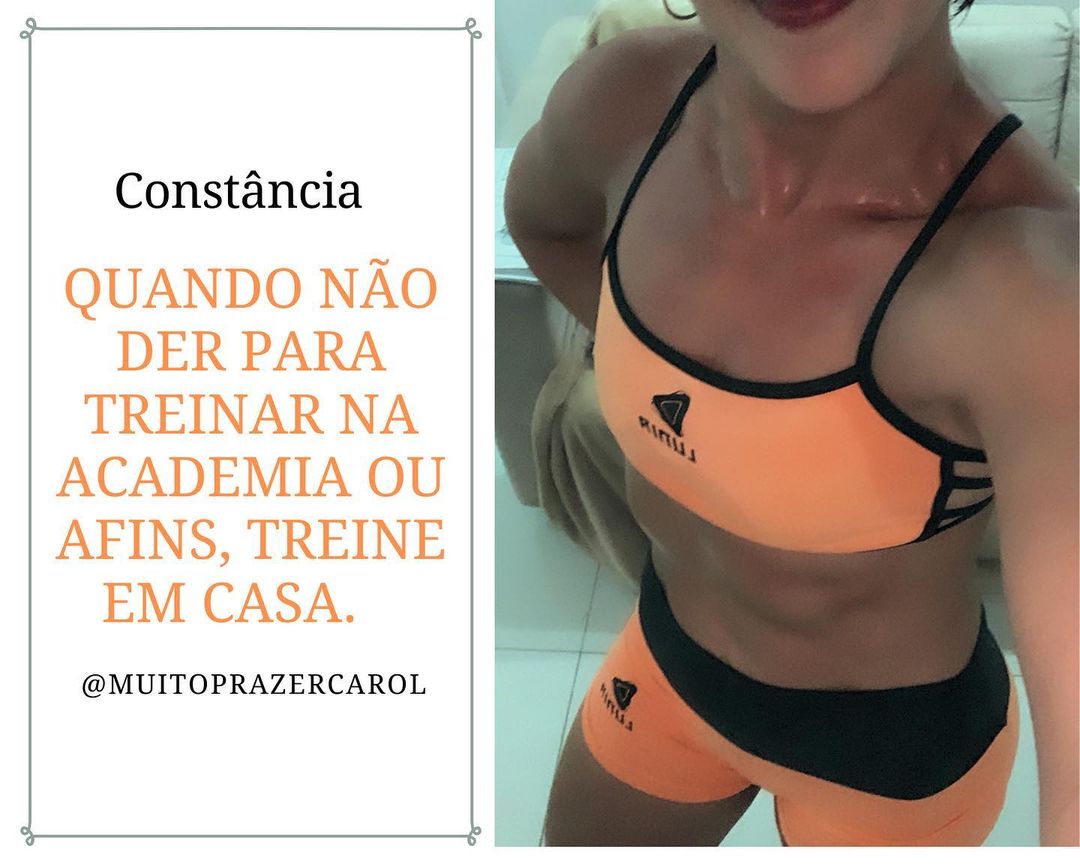 Constância
QUANDO NÃO
DER PARA
TREINAR NA
ACADEMIA OU
AFINS, TREINE
EM CASA.
@MUITOPRAZERCAROL